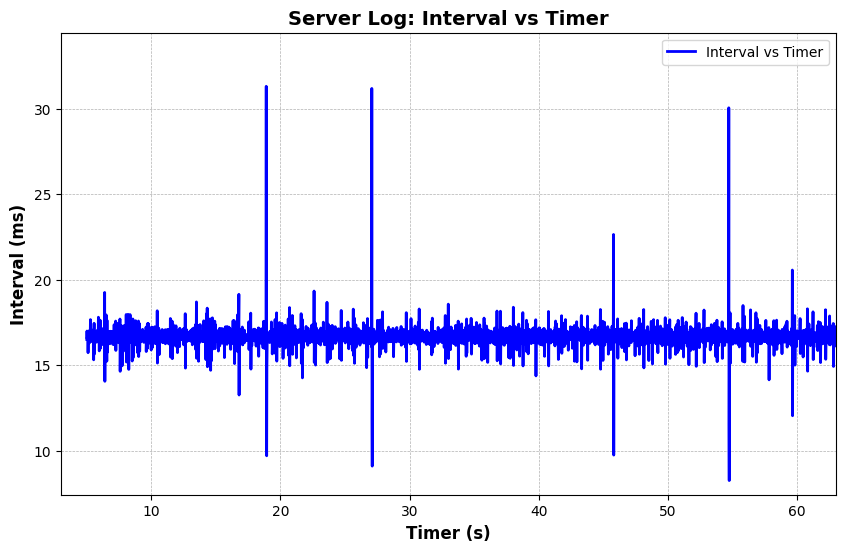 Server Log: Interval vs Timer
Interval vs Timer
Interval (ms)
30
25
20
15
10
10 20 30 40 50 60
Timer (s)